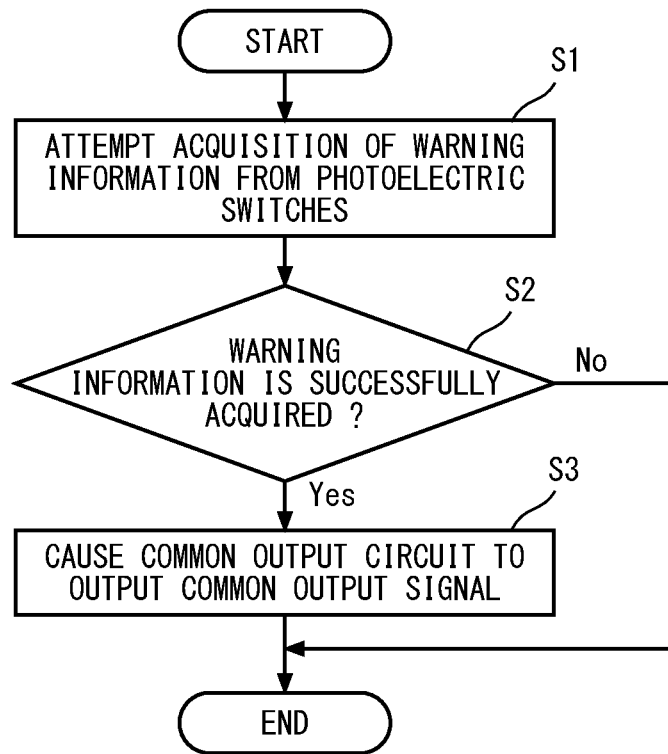 START
S1
ATTEMPT ACQUISITION OF WARNING
INFORMATION FROM PHOTOELECTRIC
SWITCHES
S2
WARNING
INFORMATION IS SUCCESSFULLY
ACQUIRED ?
No
Yes
S3
CAUSE COMMON OUTPUT CIRCUIT TO
OUTPUT COMMON OUTPUT SIGNAL
END